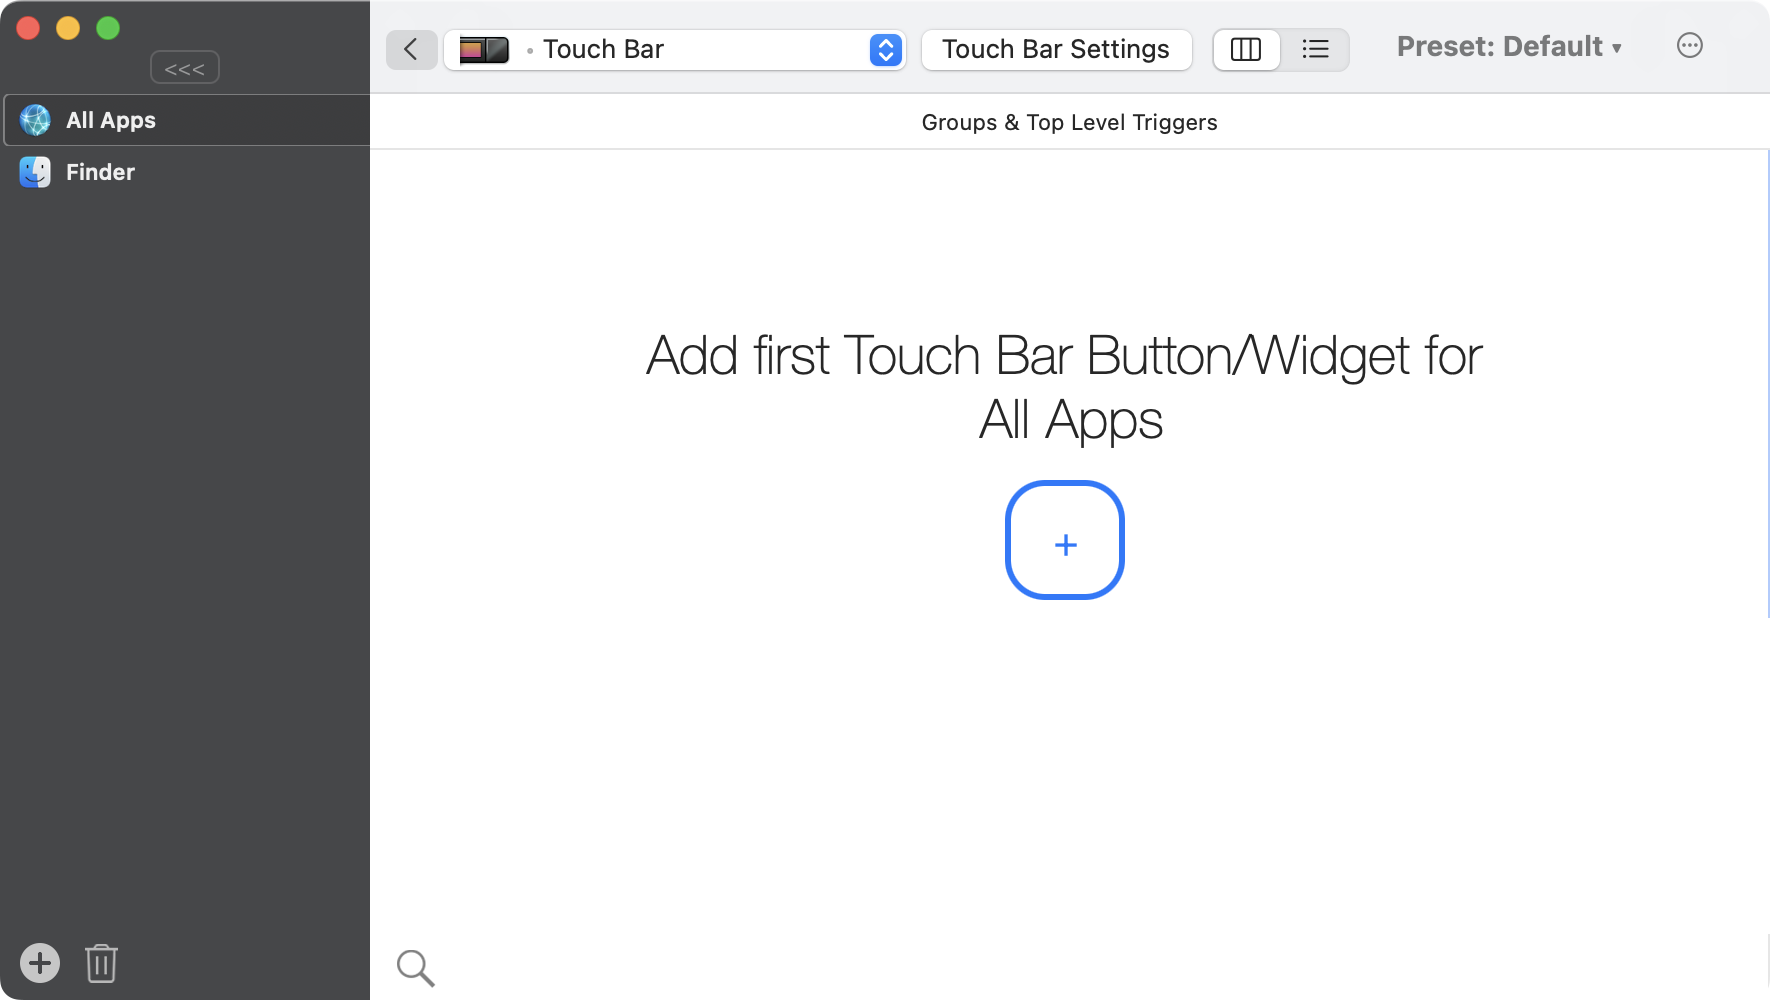 <<<
All Apps
Finder
Touch Bar
Touch Bar Settings
Preset: Default ▾
Groups & Top Level Triggers
Add first Touch Bar Button/Widget for
All Apps
+